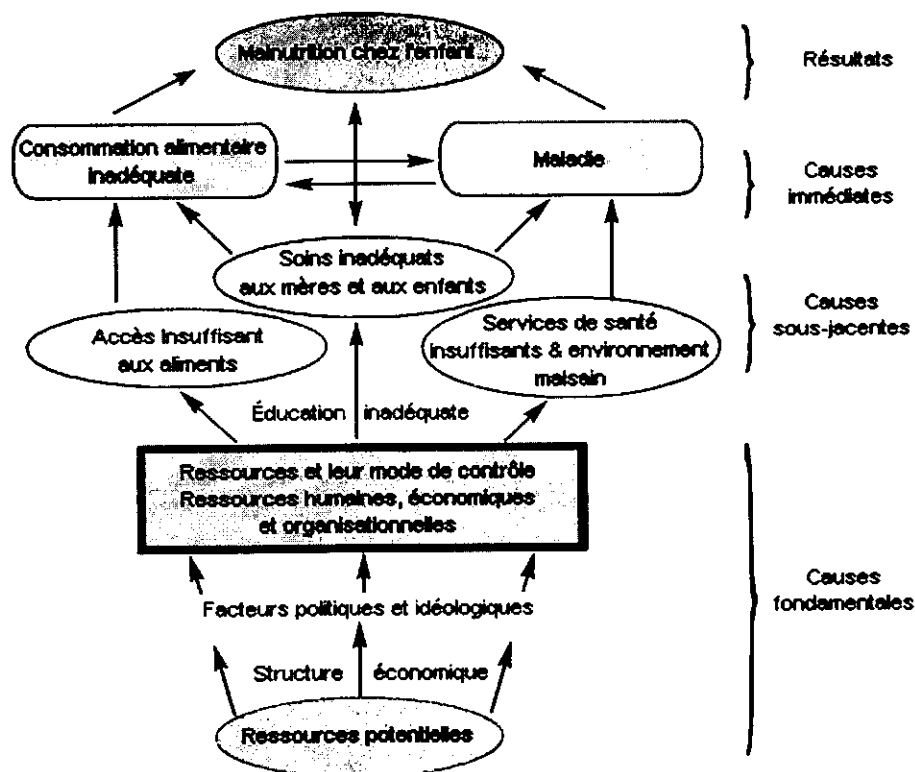 Malnutrition chez l'enfant
Résultats
Consommation alimentaire
inadéquate
Maladie
Causes
immédiates
Soins inadéquats
aux mères et aux enfants
Accès insuffisant
aux aliments
Services de santé
insuffisants & environnement
malsain
Causes
sous-jacentes
Éducation inadéquate
Ressources et leur mode de contrôle
Ressources humaines, économiques
et organisationnelles
Facteurs politiques et idéologiques
Structure économique
Ressources potentielles
Causes
fondamentales